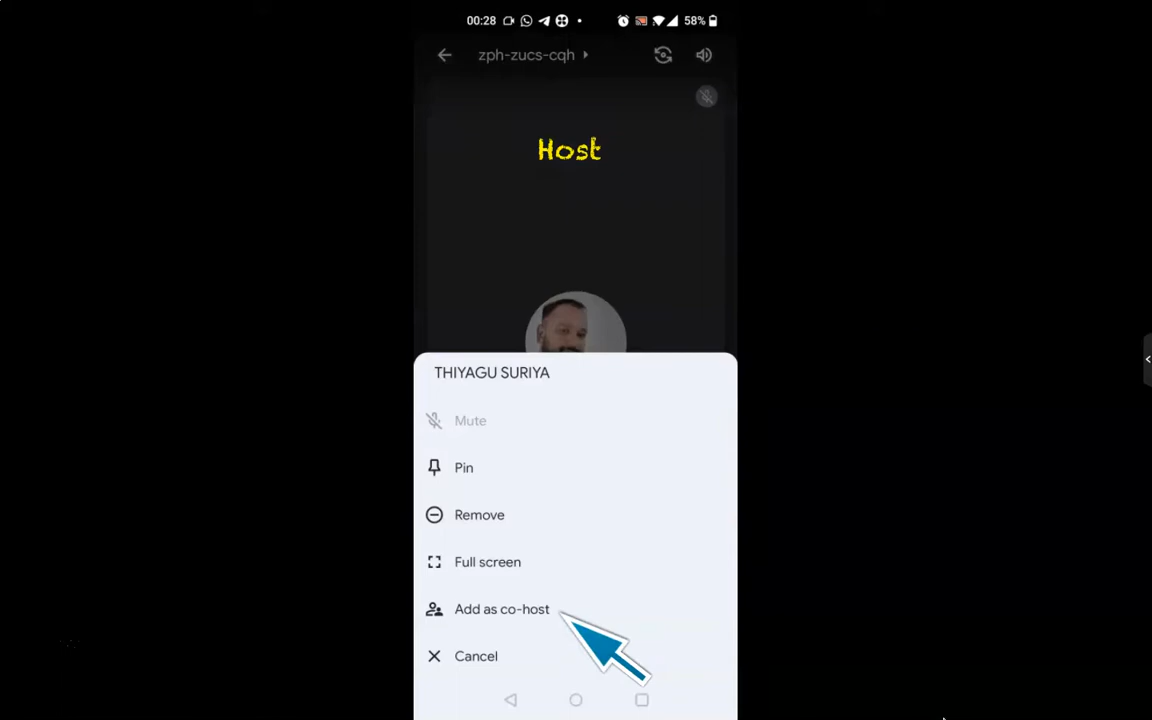 00:28 58%
zph-zucs-cqh
Host
THIYAGU SURIYA
Mute
Pin
Remove
Full screen
Add as co-host
Cancel